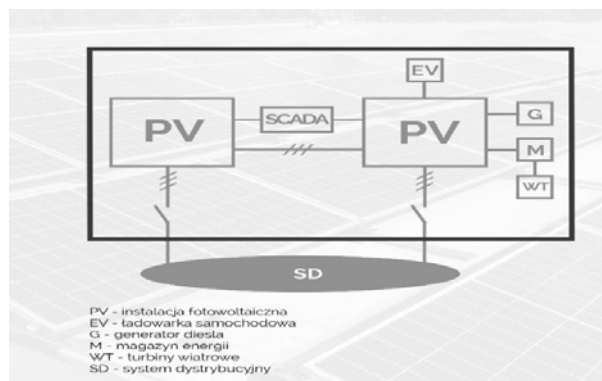 EV
PV
SCADA
PV
G
M
WT
SD
PV - instalacja fotowoltaiczna
EV - ładowarka samochodowa
G - generator diesla
M - magazyn energii
WT - turbiny wiatrowe
SD - system dystrybucyjny